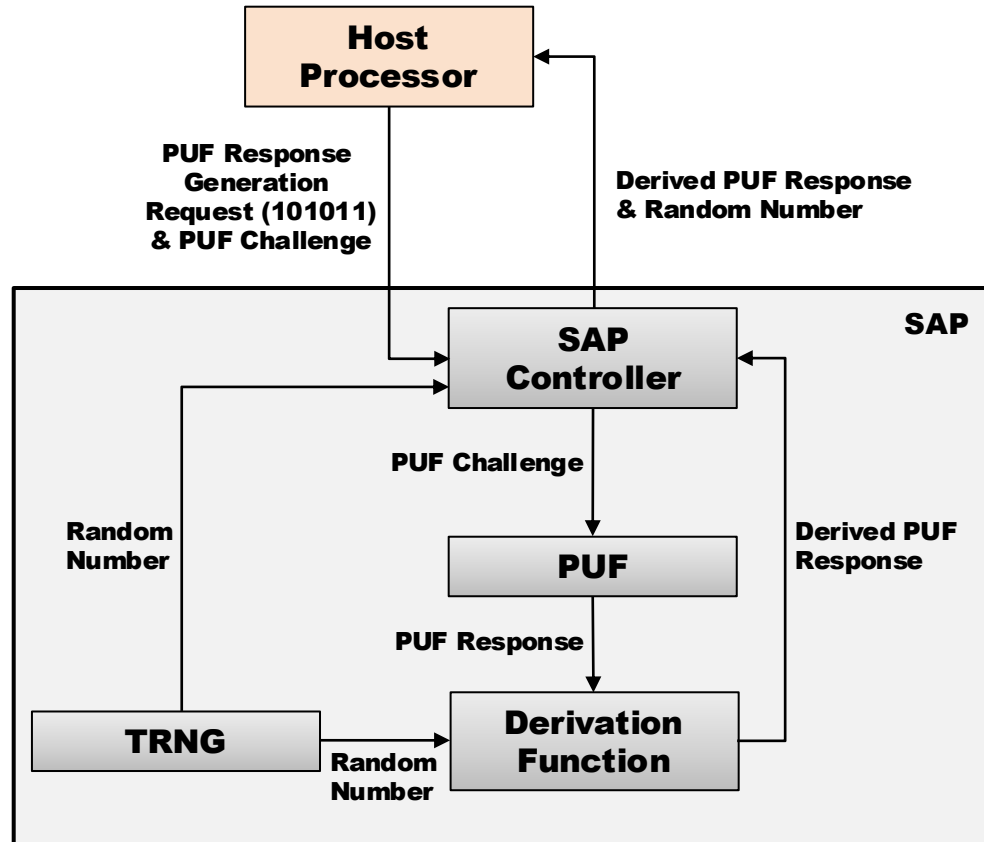 Host
Processor
PUF Response
Generation
Request (101011)
& PUF Challenge
Derived PUF Response
& Random Number
SAP
SAP
Controller
PUF Challenge
Random
Number
PUF
Derived PUF
Response
PUF Response
TRNG
Random
Number
Derivation
Function